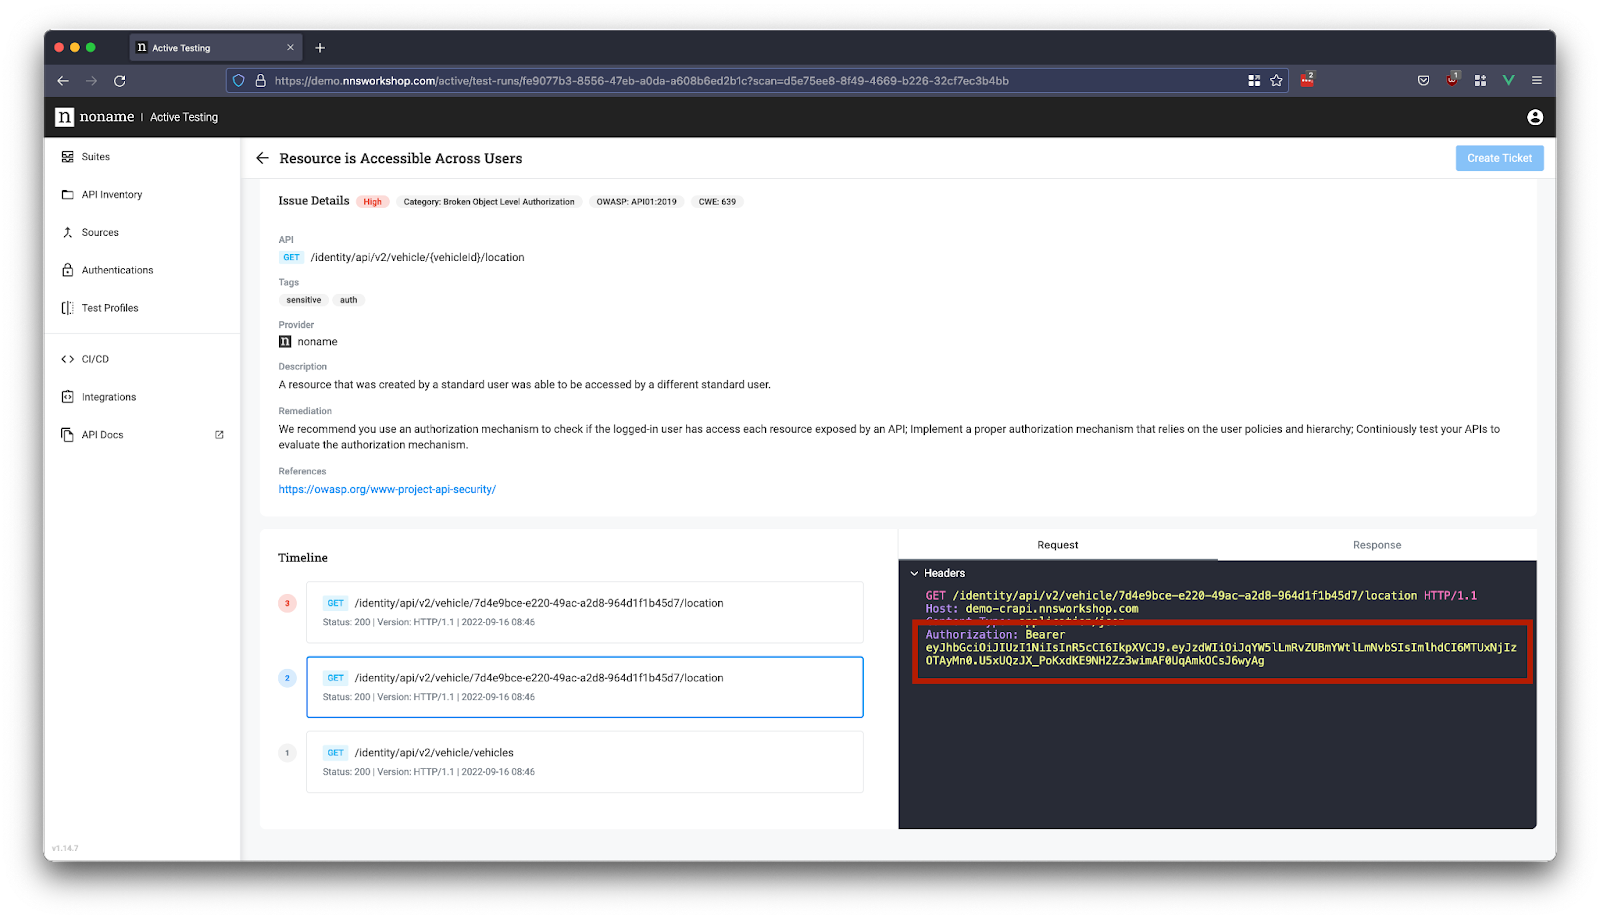 Active Testing
https://demo.nnsworkshop.com/active/test-runs/fe9077b3-8556-47eb-a0da-a608b6ed2b1c?scan=d5e75ee8-8f49-4669-b226-32cf7ec3b4bb
2
1
n noname | Active Testing
Suites
API Inventory
Sources
Authentications
Test Profiles
CI/CD
Integrations
API Docs
v1.14.7
Resource is Accessible Across Users
Create Ticket
Issue Details High Category: Broken Object Level Authorization OWASP: API01:2019 CWE: 639
API
GET /identity/api/v2/vehicle/{vehicleId}/location
Tags
sensitive auth
Provider
n noname
Description
A resource that was created by a standard user was able to be accessed by a different standard user.
Remediation
We recommend you use an authorization mechanism to check if the logged-in user has access each resource exposed by an API; Implement a proper authorization mechanism that relies on the user policies and hierarchy; Continiously test your APIs to
evaluate the authorization mechanism.
References
https://owasp.org/www-project-api-security/
Timeline
3
GET /identity/api/v2/vehicle/7d4e9bce-e220-49ac-a2d8-964d1f1b45d7/location
Status: 200 | Version: HTTP/1.1 | 2022-09-16 08:46
2
GET /identity/api/v2/vehicle/7d4e9bce-e220-49ac-a2d8-964d1f1b45d7/location
Status: 200 | Version: HTTP/1.1 | 2022-09-16 08:46
1
GET /identity/api/v2/vehicle/vehicles
Status: 200 | Version: HTTP/1.1 | 2022-09-16 08:46
Request
Response
Headers
GET /identity/api/v2/vehicle/7d4e9bce-e220-49ac-a2d8-964d1f1b45d7/location HTTP/1.1
Host: demo-crapi.nnsworkshop.com
Content-Type: application/json
Authorization: Bearer
eyJhbGciOiJIUzI1NiIsInR5cCI6IkpXVCJ9.eyJzdWIiOiJqYW5lLmRvZUBmYWtlLmNvbSIsImlhdCI6MTUxNjIz
OTAyMn0.U5xUQzJX_PoKxdKE9NH2Zz3wimAF0UqAmkOCsJ6wyAg